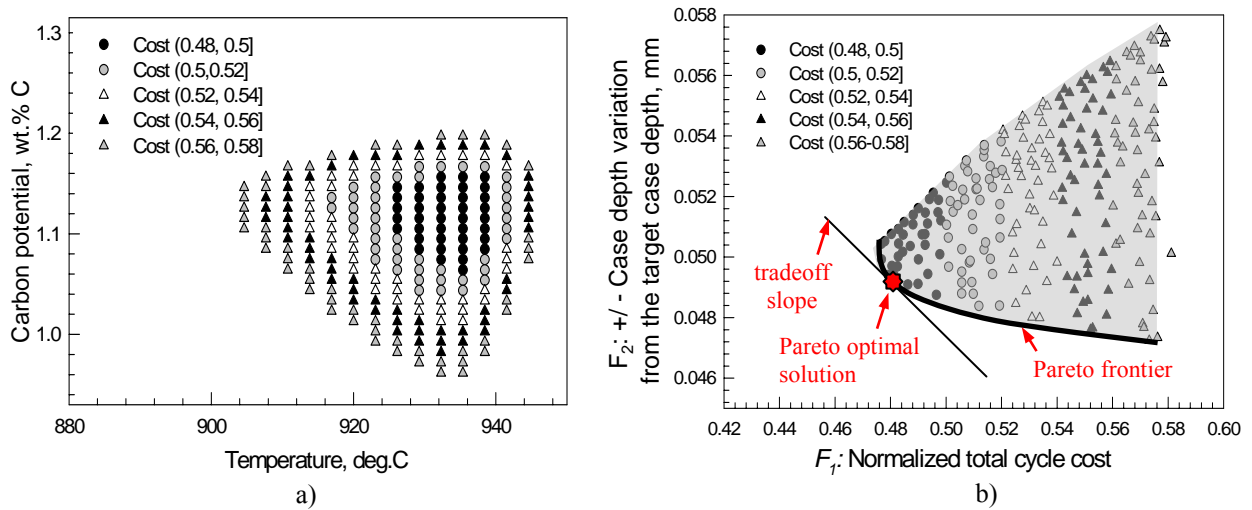 a)
1.3
1.2
1.1
1.0
Carbon potential, wt.% C
Cost (0.48, 0.5]
Cost (0.5,0.52]
Cost (0.52, 0.54]
Cost (0.54, 0.56]
Cost (0.56, 0.58]
880
900
920
940
Temperature, deg.C
b)
0.058
0.056
0.054
0.052
0.050
0.048
0.046
F2: +/ - Case depth variation
from the target case depth, mm
Cost (0.48, 0.5]
Cost (0.5, 0.52]
Cost (0.52, 0.54]
Cost (0.54, 0.56]
Cost (0.56-0.58]
tradeoff
slope
Pareto optimal
solution
Pareto frontier
0.42
0.44
0.46
0.48
0.50
0.52
0.54
0.56
0.58
0.60
F1: Normalized total cycle cost